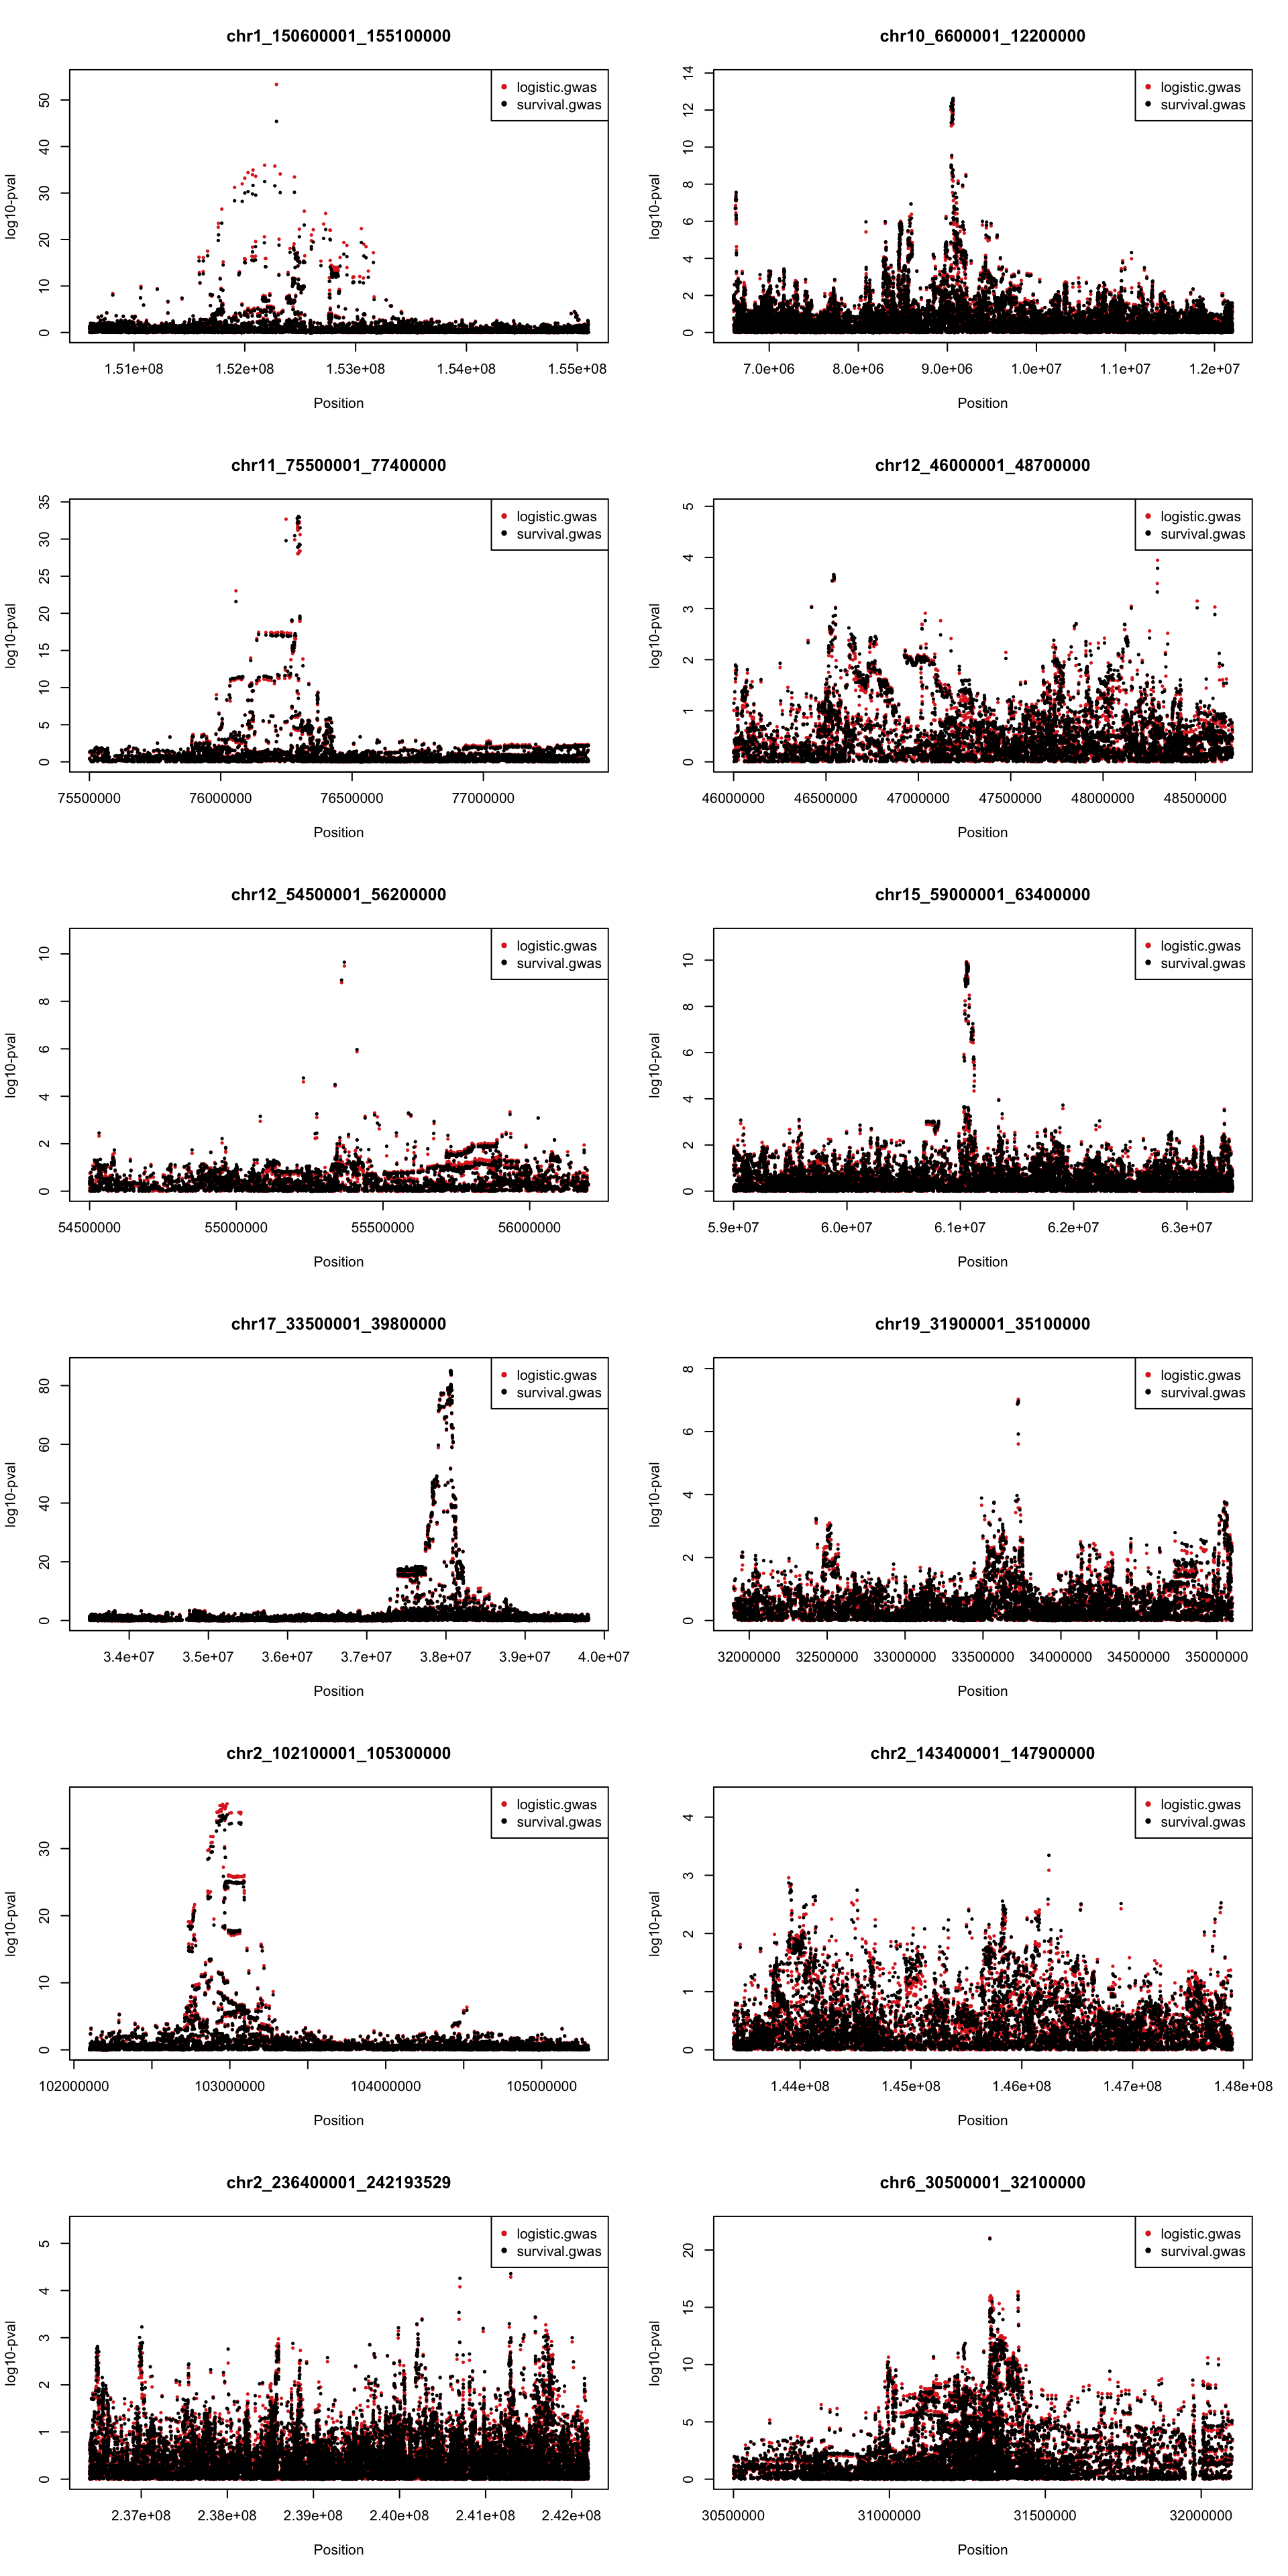 chr1_150600001_155100000
log10-pval
50
40
30
20
10
0
logistic.gwas
survival.gwas
1.51e+08 1.52e+08 1.53e+08 1.54e+08 1.55e+08
Position
chr10_6600001_12200000
log10-pval
14
12
10
8
6
4
2
0
logistic.gwas
survival.gwas
7.0e+06 8.0e+06 9.0e+06 1.0e+07 1.1e+07 1.2e+07
Position
chr11_75500001_77400000
log10-pval
35
30
25
20
15
10
5
0
logistic.gwas
survival.gwas
75500000 76000000 76500000 77000000
Position
chr12_46000001_48700000
log10-pval
5
4
3
2
1
0
logistic.gwas
survival.gwas
46000000 46500000 47000000 47500000 48000000 48500000
Position
chr12_54500001_56200000
log10-pval
10
8
6
4
2
0
logistic.gwas
survival.gwas
54500000 55000000 55500000 56000000
Position
chr15_59000001_63400000
log10-pval
10
8
6
4
2
0
logistic.gwas
survival.gwas
5.9e+07 6.0e+07 6.1e+07 6.2e+07 6.3e+07
Position
chr17_33500001_39800000
log10-pval
80
60
40
20
0
logistic.gwas
survival.gwas
3.4e+07 3.5e+07 3.6e+07 3.7e+07 3.8e+07 3.9e+07 4.0e+07
Position
chr19_31900001_35100000
log10-pval
8
6
4
2
0
logistic.gwas
survival.gwas
32000000 32500000 33000000 33500000 34000000 34500000 35000000
Position
chr2_102100001_105300000
log10-pval
30
20
10
0
logistic.gwas
survival.gwas
102000000 103000000 104000000 105000000
Position
chr2_143400001_147900000
log10-pval
4
3
2
1
0
logistic.gwas
survival.gwas
1.44e+08 1.45e+08 1.46e+08 1.47e+08 1.48e+08
Position
chr2_236400001_242193529
log10-pval
5
4
3
2
1
0
logistic.gwas
survival.gwas
2.37e+08 2.38e+08 2.39e+08 2.40e+08 2.41e+08 2.42e+08
Position
chr6_30500001_32100000
log10-pval
20
15
10
5
0
logistic.gwas
survival.gwas
30500000 31000000 31500000 32000000
Position